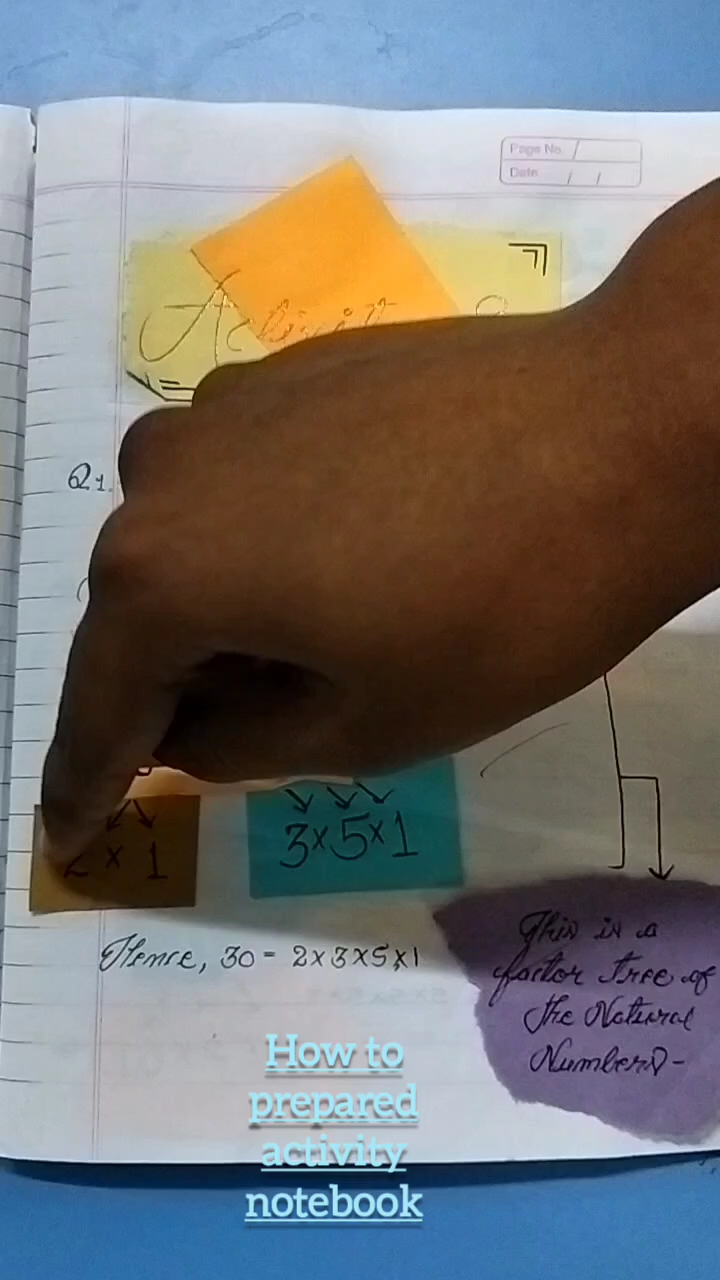 Page No.
Date / /
Q1.
2 × 1
3×5×1
Hence, 30 = 2×3×5×1
This is a
factor tree of
the Natural
Numbers-
How to
prepared
activity
notebook